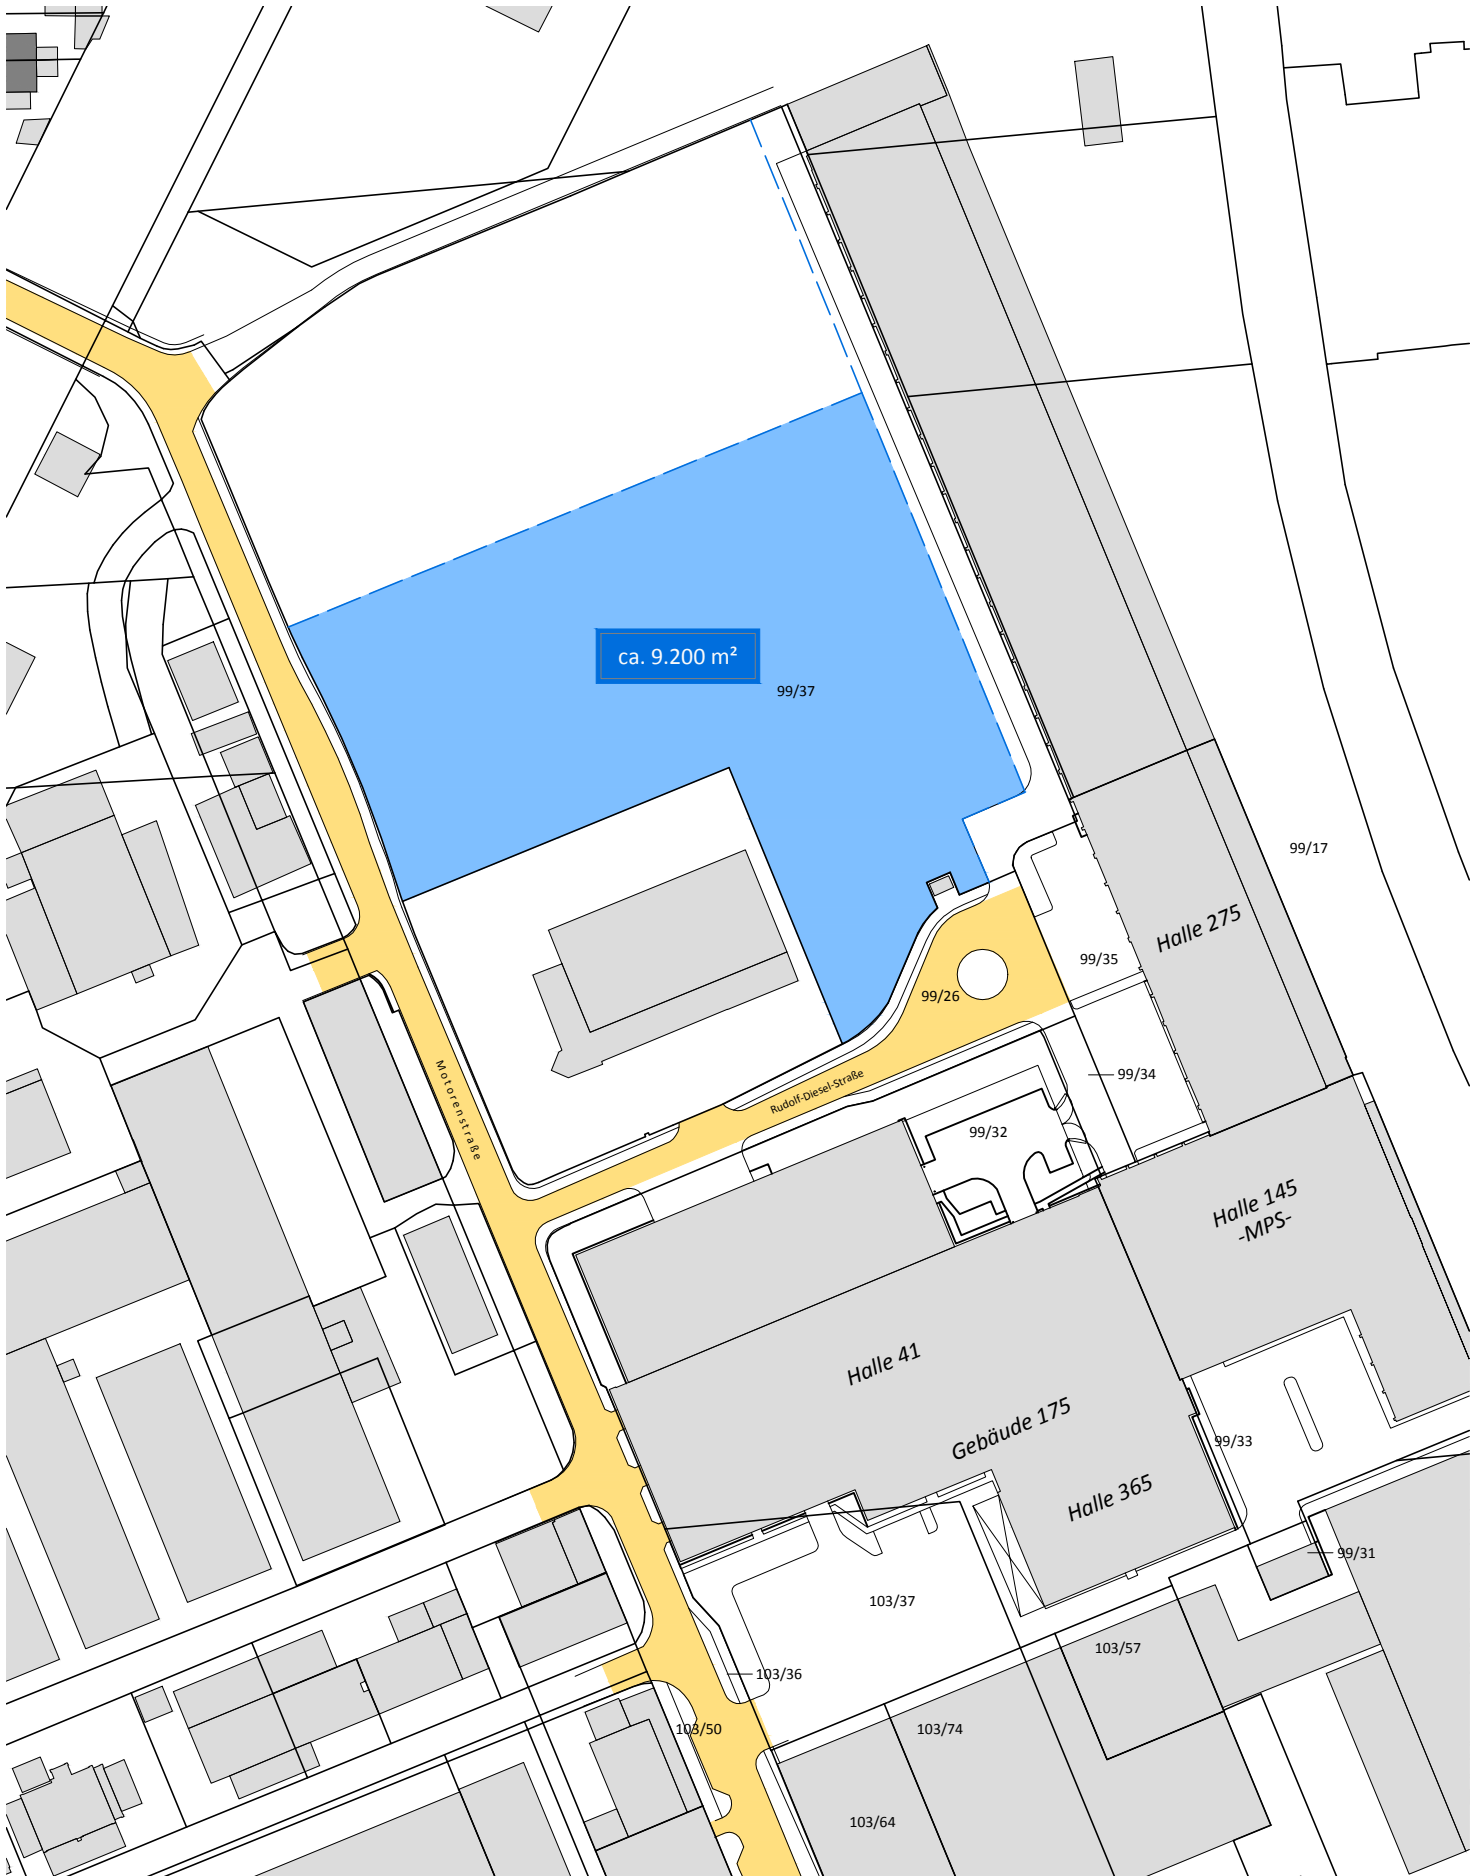 ca. 9.200 m²
99/37
99/17
Halle 275
99/35
99/26
99/34
Rudolf-Diesel-Straße
Motorenstraße
99/32
Halle 145
-MPS-
Halle 41
Gebäude 175
99/33
Halle 365
99/31
103/37
103/57
103/36
103/50
103/74
103/64